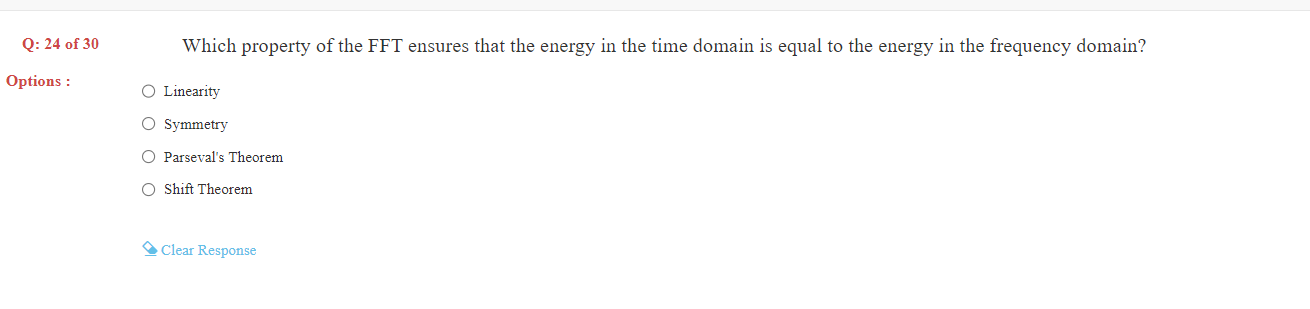 Q: 24 of 30
Which property of the FFT ensures that the energy in the time domain is equal to the energy in the frequency domain?
Options :
Linearity
Symmetry
Parseval's Theorem
Shift Theorem
Clear Response